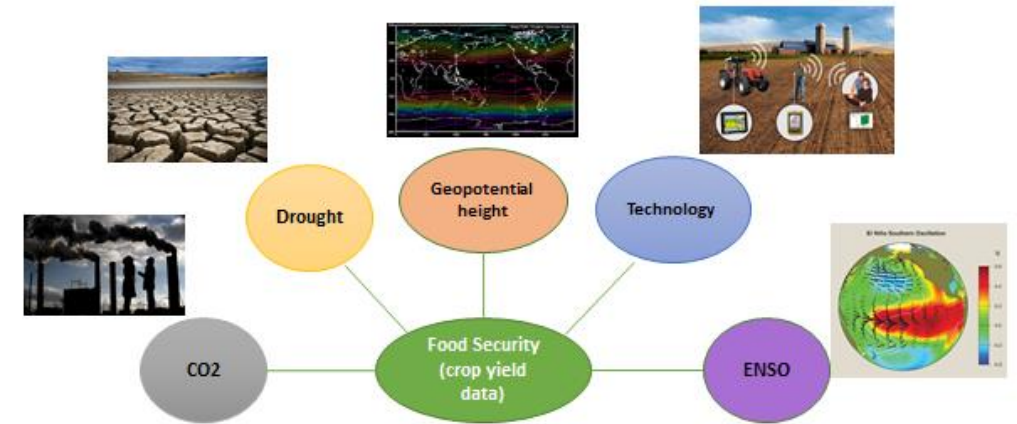 Geopotential
height
Drought
Technology
El Niño Southern Oscillation
CO2
Food Security
(crop yield
data)
ENSO